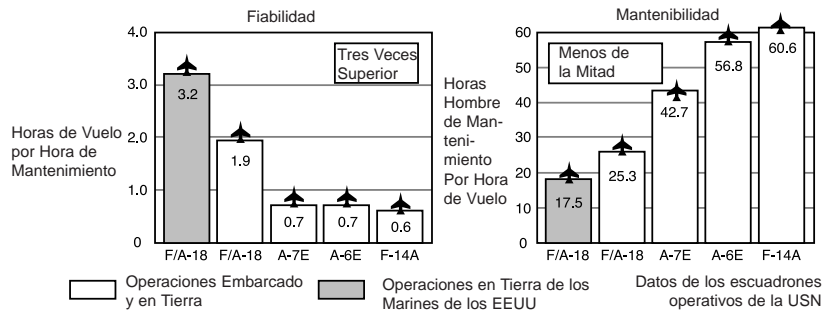 Fiabilidad
4.0
3.0
2.0
1.0
0
Horas de Vuelo
por Hora de
Mantenimiento
Tres Veces
Superior
3.2
1.9
0.7
0.7
0.6
F/A-18
F/A-18
A-7E
A-6E
F-14A
Mantenibilidad
60
50
40
30
20
10
0
Horas
Hombre
de Man-
teni-
miento
Por Hora
de Vuelo
Menos de
la Mitad
17.5
25.3
42.7
56.8
60.6
F/A-18
F/A-18
A-7E
A-6E
F-14A
Operaciones Embarcado
y en Tierra
Operaciones en Tierra de los
Marines de los EEUU
Datos de los escuadrones
operativos de la USN